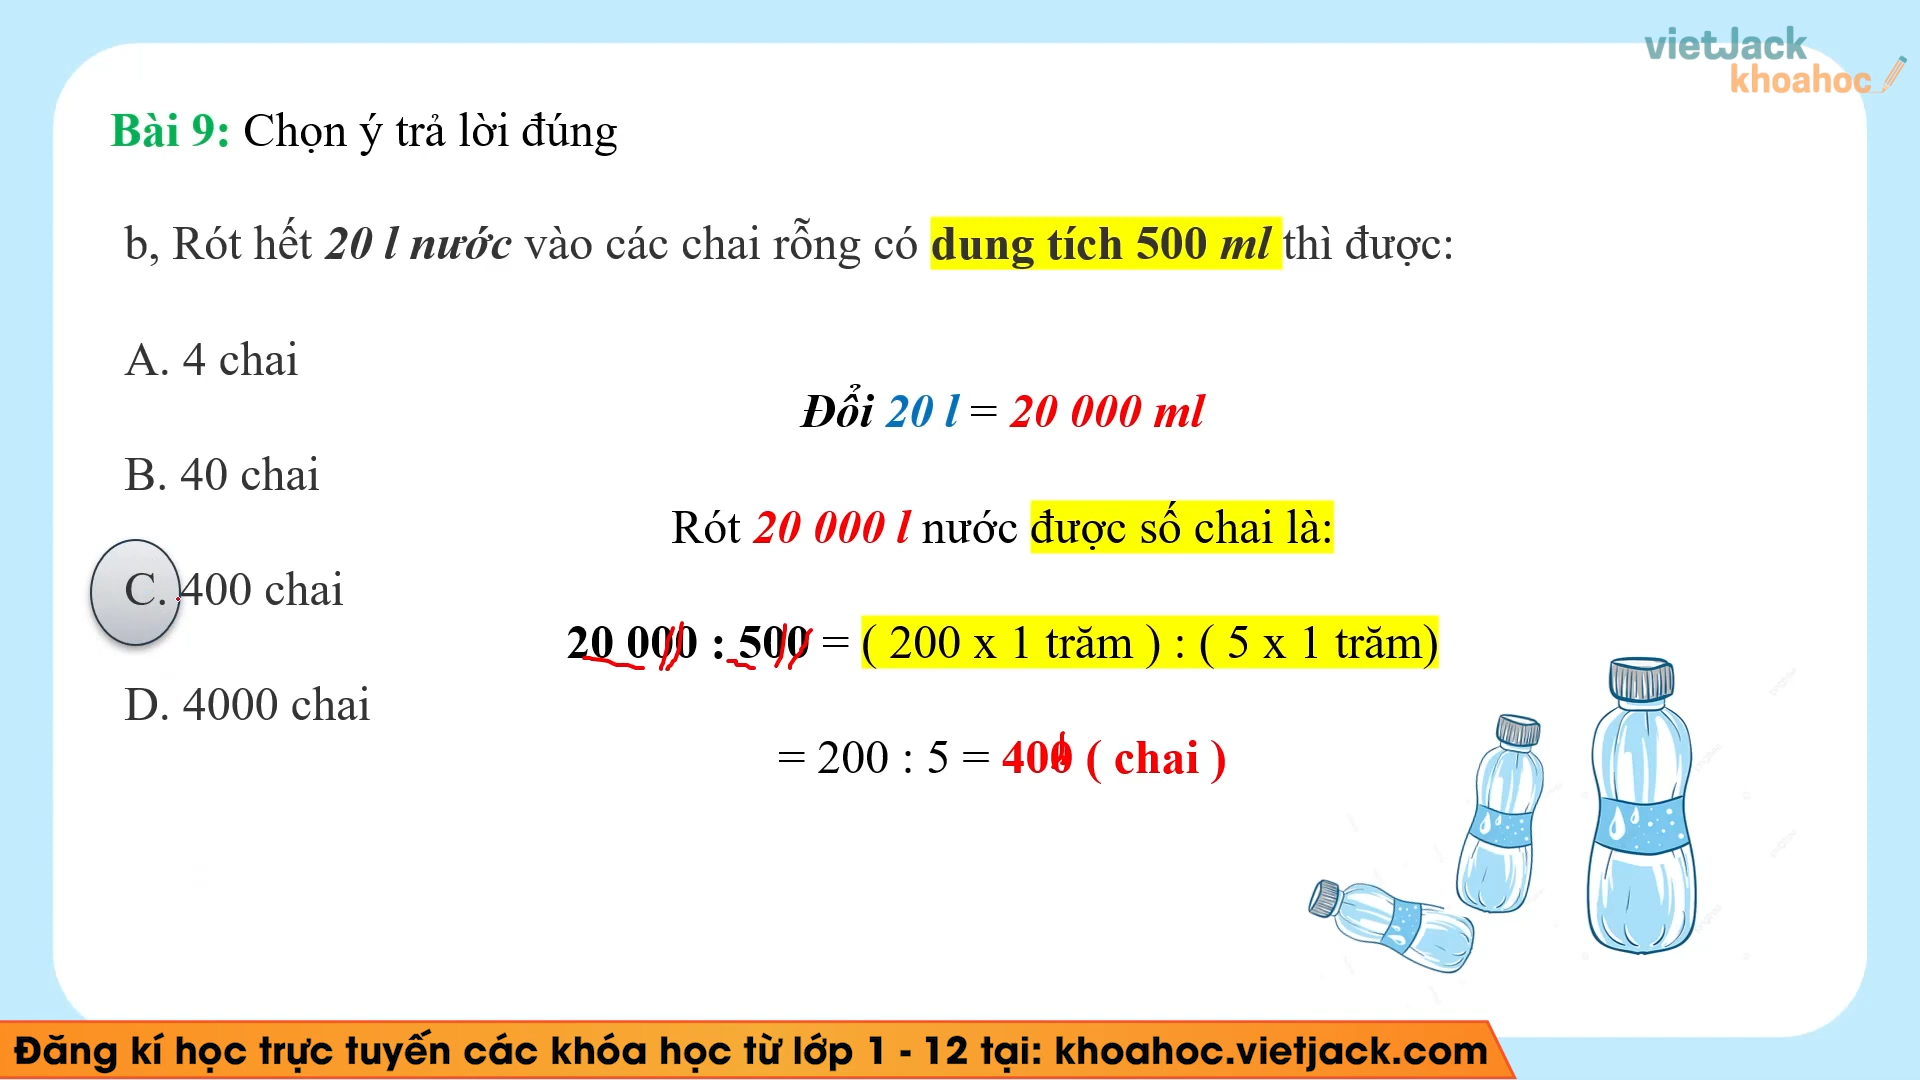 vietJack
khoahoc
Bài 9: Chọn ý trả lời đúng
b, Rót hết 20 l nước vào các chai rỗng có dung tích 500 ml thì được:
A. 4 chai
Đổi 20 l = 20 000 ml
B. 40 chai
Rót 20 000 l nước được số chai là:
C. 400 chai
20 000 : 500 = ( 200 x 1 trăm ) : ( 5 x 1 trăm)
D. 4000 chai
= 200 : 5 = 400 ( chai )
Đăng kí học trực tuyến các khóa học từ lớp 1 - 12 tại: khoahoc.vietjack.com